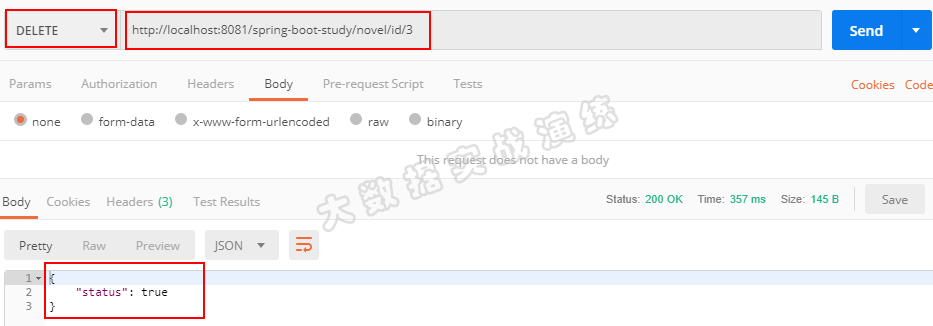 DELETE http://localhost:8081/spring-boot-study/novel/id/3 Send
Params Authorization Headers Body Pre-request Script Tests Cookies Code
none form-data x-www-form-urlencoded raw binary
This request does not have a body
大数据实战演练
Body Cookies Headers (3) Test Results Status: 200 OK Time: 357 ms Size: 145 B Save
Pretty Raw Preview JSON
1 {
2 "status": true
3 }